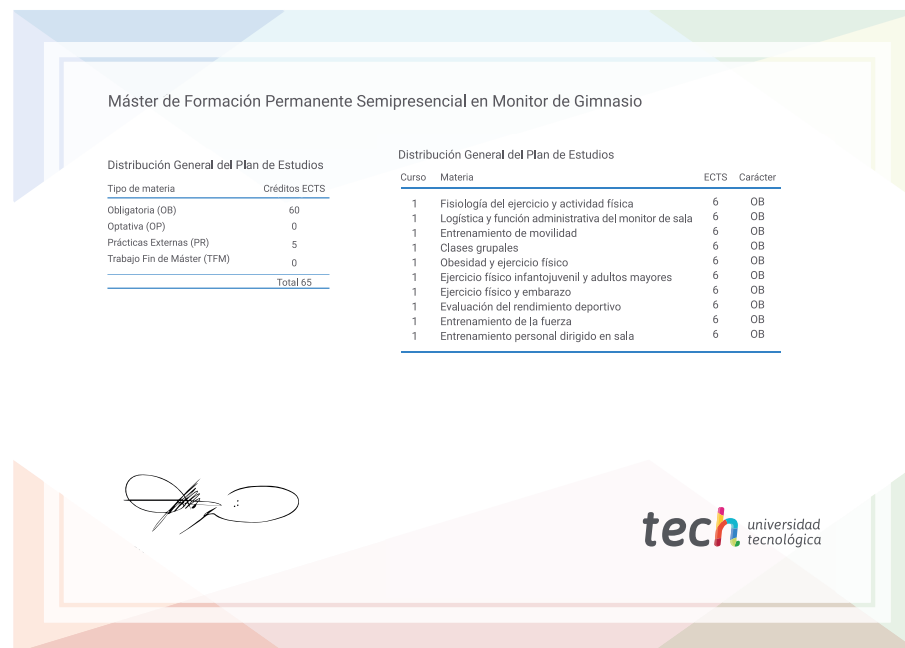 Máster de Formación Permanente Semipresencial en Monitor de Gimnasio
Distribución General del Plan de Estudios
Tipo de materia Créditos ECTS
Obligatoria (OB) 60
Optativa (OP) 0
Prácticas Externas (PR) 5
Trabajo Fin de Máster (TFM) 0
Total 65
Distribución General del Plan de Estudios
Curso Materia ECTS Carácter
1 Fisiología del ejercicio y actividad física 6 OB
1 Logística y función administrativa del monitor de sala 6 OB
1 Entrenamiento de movilidad 6 OB
1 Clases grupales 6 OB
1 Obesidad y ejercicio físico 6 OB
1 Ejercicio físico infantojuvenil y adultos mayores 6 OB
1 Ejercicio físico y embarazo 6 OB
1 Evaluación del rendimiento deportivo 6 OB
1 Entrenamiento de la fuerza 6 OB
1 Entrenamiento personal dirigido en sala 6 OB
tech universidad
tecnológica